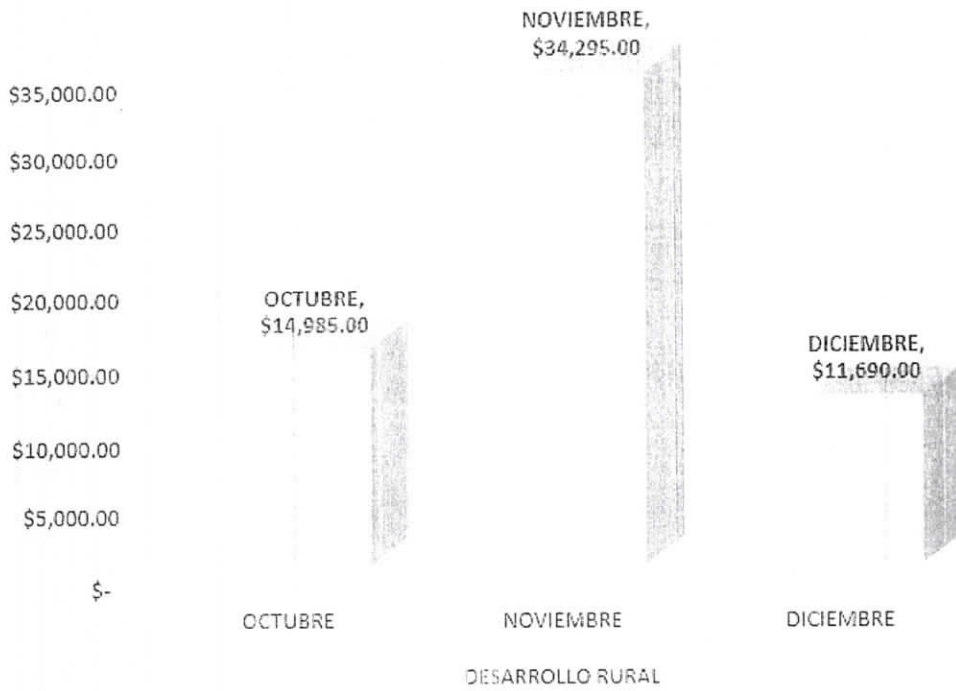 NOVIEMBRE,
$34,295.00
$35,000.00
$30,000.00
$25,000.00
$20,000.00
OCTUBRE,
$14,985.00
DICIEMBRE,
$11,690.00
$15,000.00
$10,000.00
$5,000.00
$-
OCTUBRE
NOVIEMBRE
DICIEMBRE
DESARROLLO RURAL